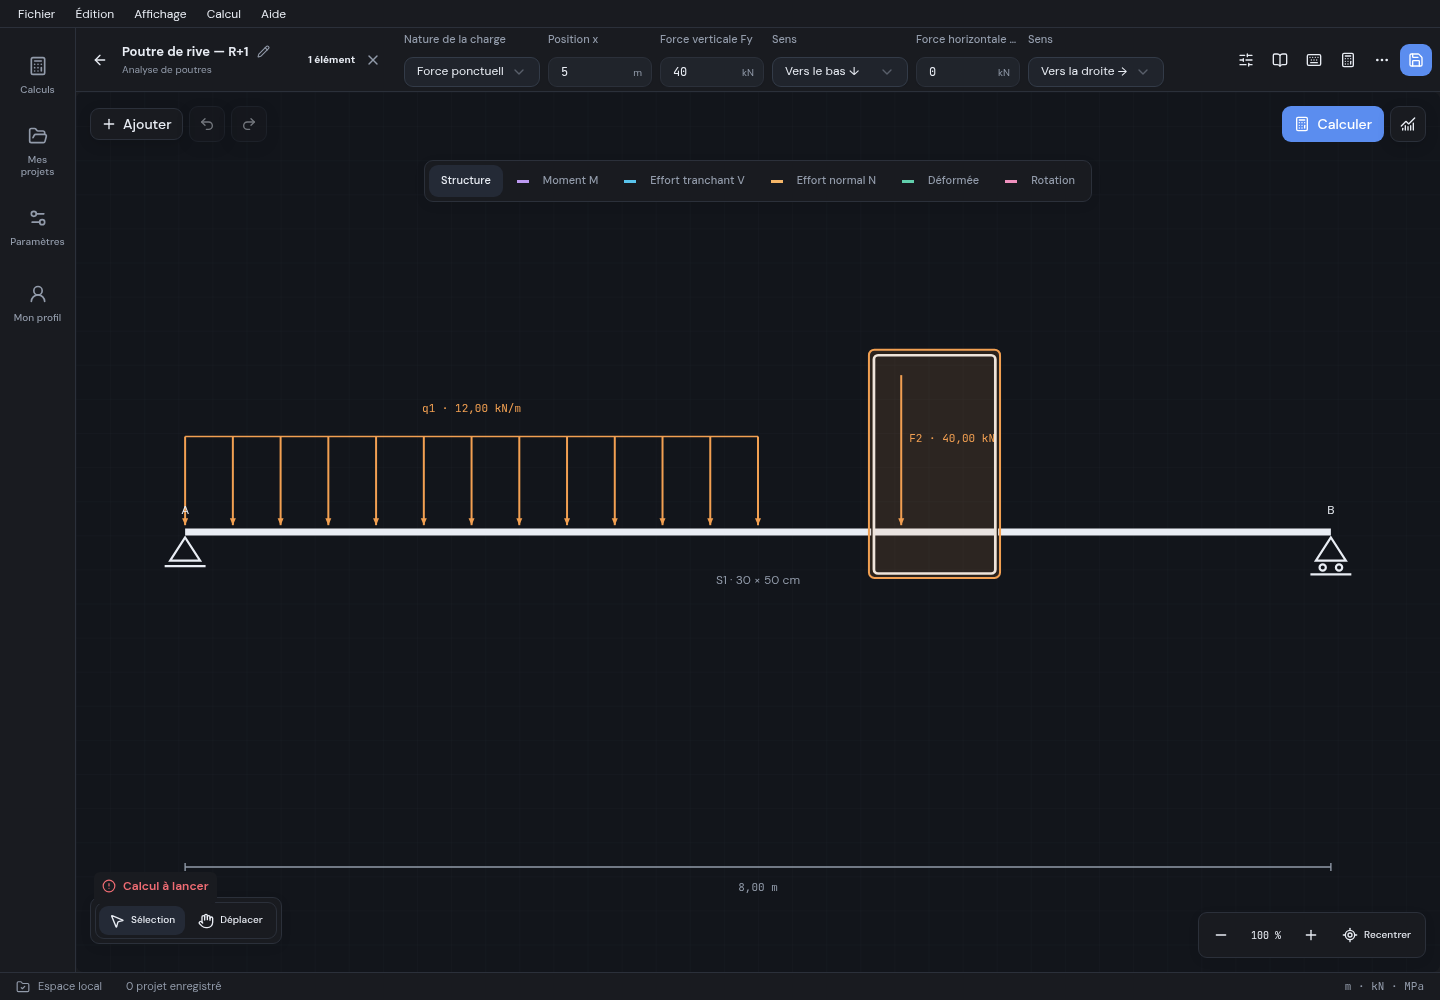 Fichier Édition Affichage Calcul Aide
Poutre de rive — R+1
Analyse de poutres
1 élément
Nature de la charge
Force ponctuell
Position x
5 m
Force verticale Fy
40 kN
Sens
Vers le bas ↓
Force horizontale ...
0 kN
Sens
Vers la droite →
Calculs
Mes
projets
Paramètres
Mon profil
Ajouter
Calculer
Structure Moment M Effort tranchant V Effort normal N Déformée Rotation
q1 · 12,00 kN/m
F2 · 40,00 kN
A
B
S1 · 30 × 50 cm
8,00 m
Calcul à lancer
Sélection Déplacer
100 %
Recentrer
Espace local 0 projet enregistré
m · kN · MPa